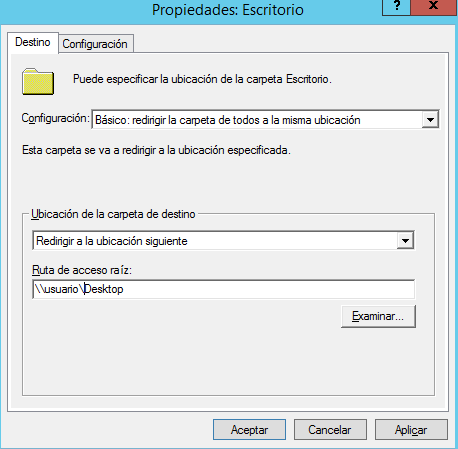 Propiedades: Escritorio
?
x
Destino
Configuración
Puede especificar la ubicación de la carpeta Escritorio.
Configuración:
Básico: redirigir la carpeta de todos a la misma ubicación
Esta carpeta se va a redirigir a la ubicación especificada.
Ubicación de la carpeta de destino
Redirigir a la ubicación siguiente
Ruta de acceso raíz:
\\usuario\Desktop
Examinar...
Aceptar
Cancelar
Aplicar